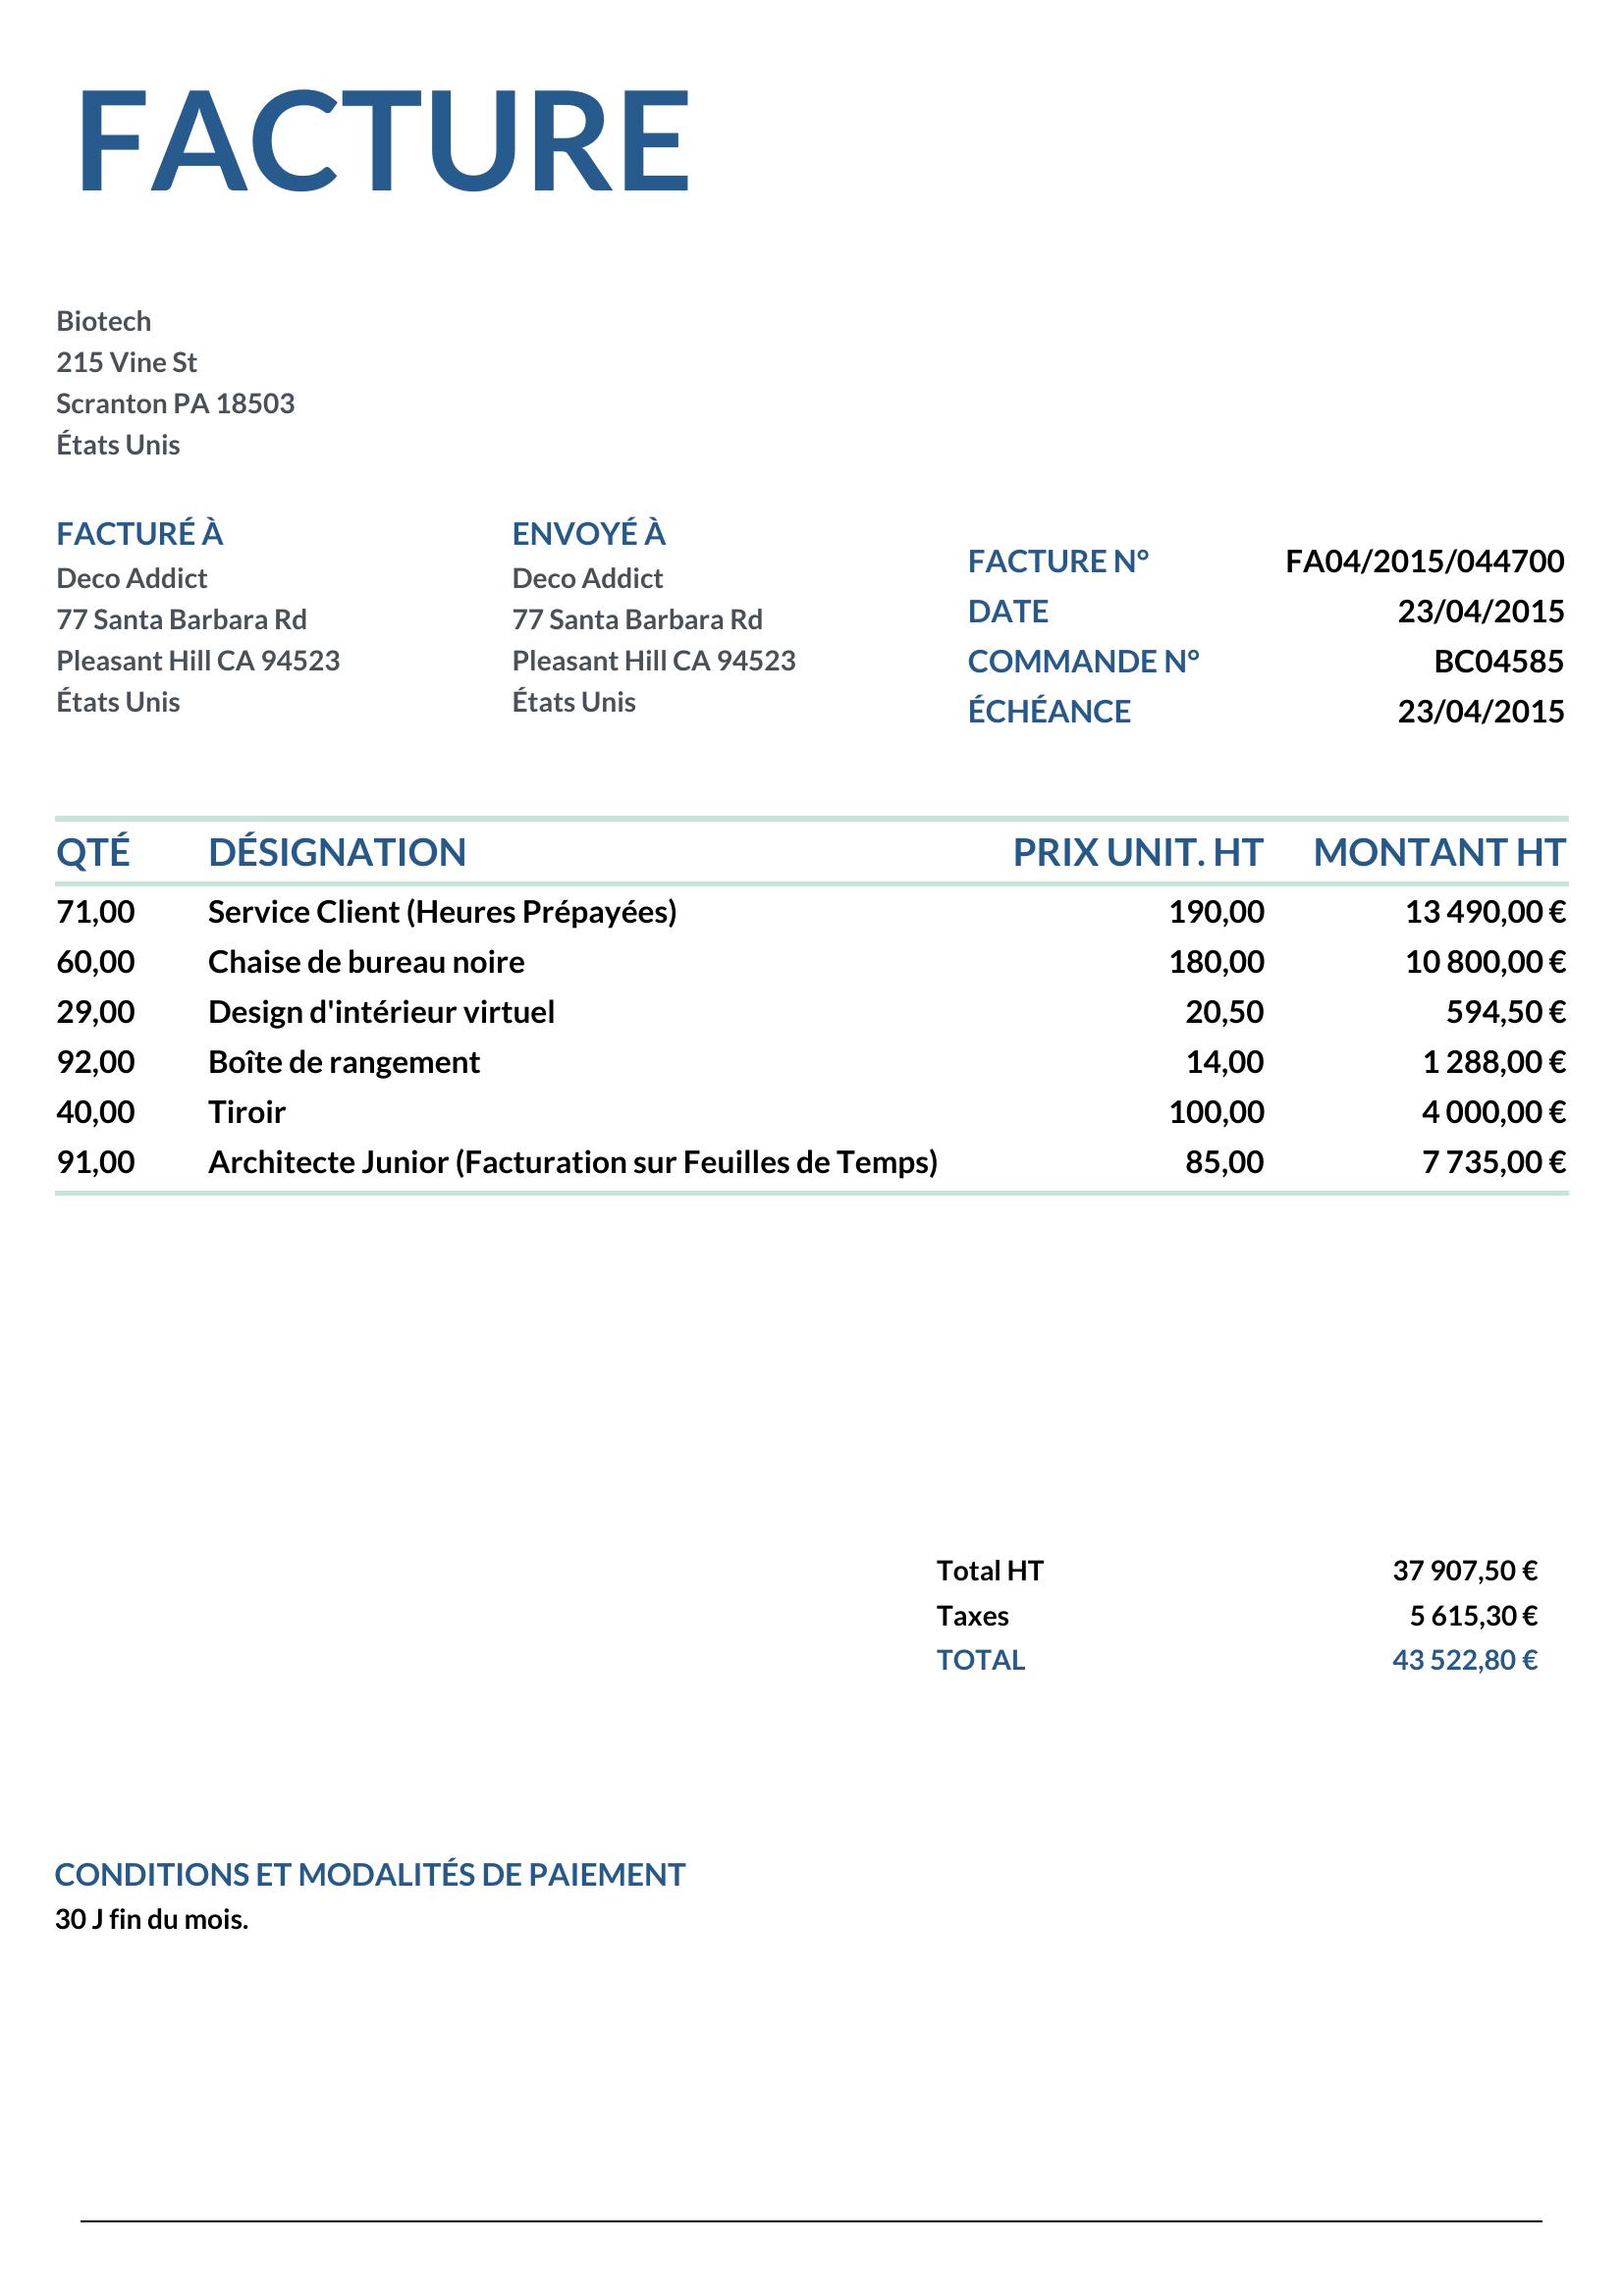 FACTURE
Biotech
215 Vine St
Scranton PA 18503
États Unis
FACTURÉ À
Deco Addict
77 Santa Barbara Rd
Pleasant Hill CA 94523
États Unis
ENVOYÉ À
Deco Addict
77 Santa Barbara Rd
Pleasant Hill CA 94523
États Unis
FACTURE N° FA04/2015/044700
DATE 23/04/2015
COMMANDE N° BC04585
ÉCHÉANCE 23/04/2015
QTÉ DÉSIGNATION PRIX UNIT. HT MONTANT HT
71,00 Service Client (Heures Prépayées) 190,00 13 490,00 €
60,00 Chaise de bureau noire 180,00 10 800,00 €
29,00 Design d'intérieur virtuel 20,50 594,50 €
92,00 Boîte de rangement 14,00 1 288,00 €
40,00 Tiroir 100,00 4 000,00 €
91,00 Architecte Junior (Facturation sur Feuilles de Temps) 85,00 7 735,00 €
Total HT 37 907,50 €
Taxes 5 615,30 €
TOTAL 43 522,80 €
CONDITIONS ET MODALITÉS DE PAIEMENT
30 J fin du mois.